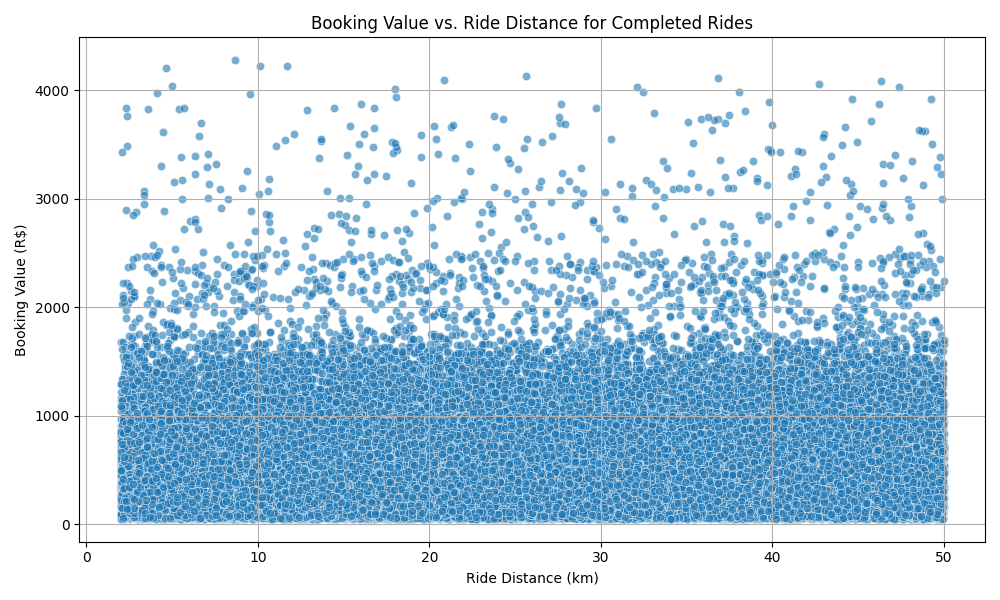 Booking Value vs. Ride Distance for Completed Rides
Booking Value (R$)
4000
3000
2000
1000
0
0 10 20 30 40 50
Ride Distance (km)